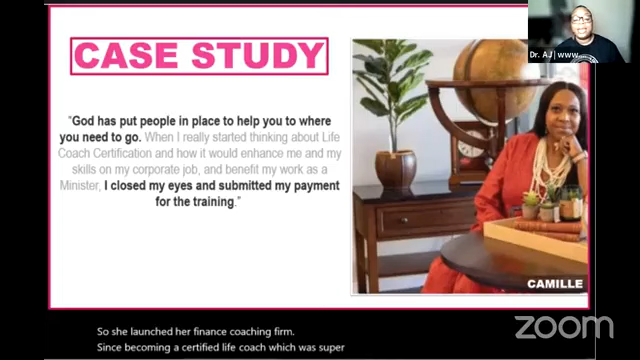 CASE STUDY
Dr. AJ | www.
"God has put people in place to help you to where
you need to go. When I really started thinking about Life
Coach Certification and how it would enhance me and my
skills on my corporate job, and benefit my work as a
Minister, I closed my eyes and submitted my payment
for the training."
CAMILLE
So she launched her finance coaching firm.
Since becoming a certified life coach which was super
zoom